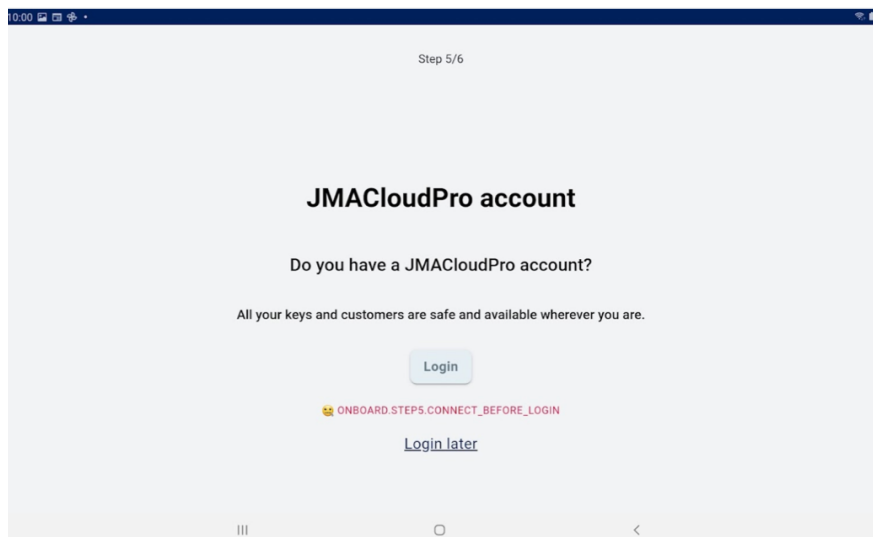 10:00
Step 5/6
JMACloudPro account
Do you have a JMACloudPro account?
All your keys and customers are safe and available wherever you are.
Login
ONBOARD.STEP5.CONNECT_BEFORE_LOGIN
Login later